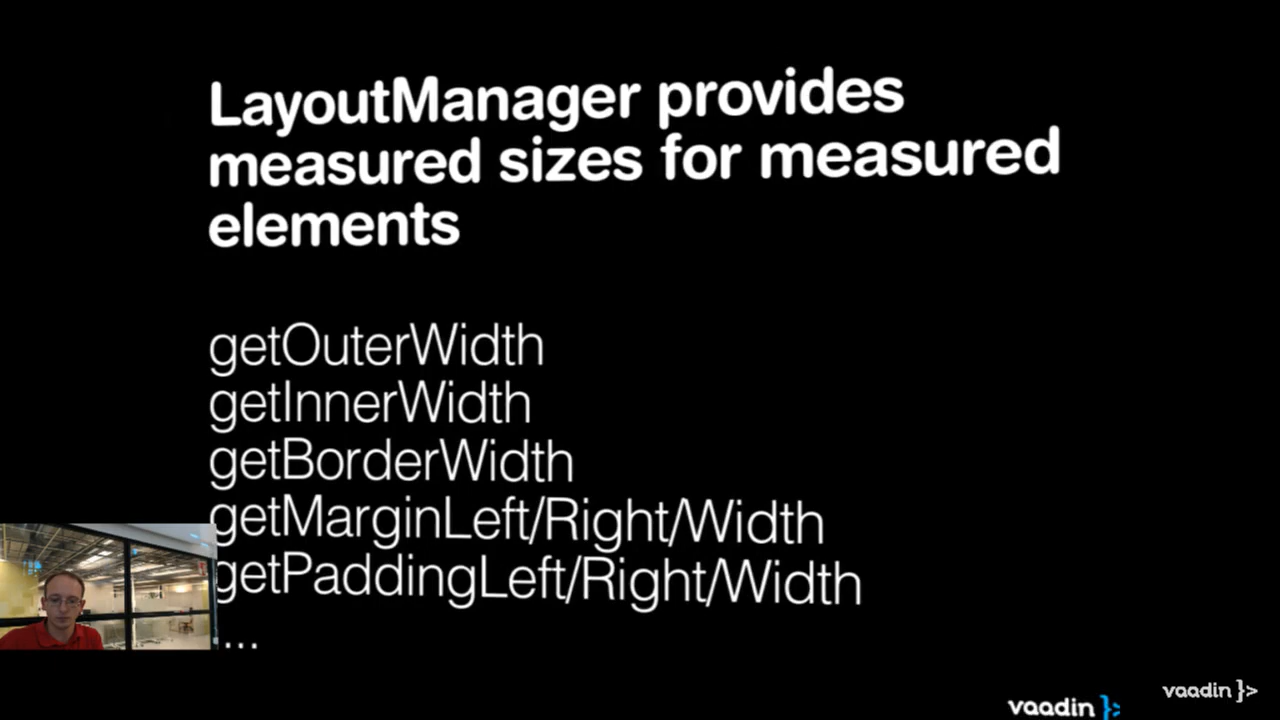 LayoutManager provides
measured sizes for measured
elements
getOuterWidth
getInnerWidth
getBorderWidth
getMarginLeft/Right/Width
getPaddingLeft/Right/Width
...
vaadin }>
vaadin }>